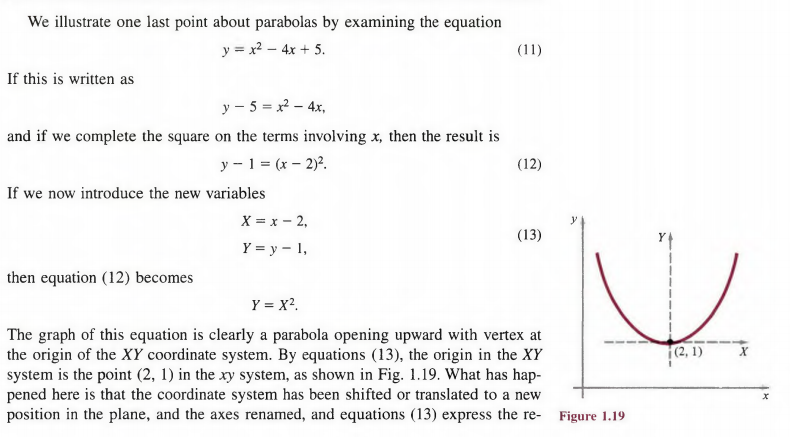 We illustrate one last point about parabolas by examining the equation
y = x² − 4x + 5. (11)
If this is written as
y − 5 = x² − 4x,
and if we complete the square on the terms involving x, then the result is
y − 1 = (x − 2)². (12)
If we now introduce the new variables
X = x − 2,
Y = y − 1, (13)
then equation (12) becomes
Y = X².
The graph of this equation is clearly a parabola opening upward with vertex at
the origin of the XY coordinate system. By equations (13), the origin in the XY
system is the point (2, 1) in the xy system, as shown in Fig. 1.19. What has hap-
pened here is that the coordinate system has been shifted or translated to a new
position in the plane, and the axes renamed, and equations (13) express the re-
y
Y
(2, 1)
X
x
Figure 1.19